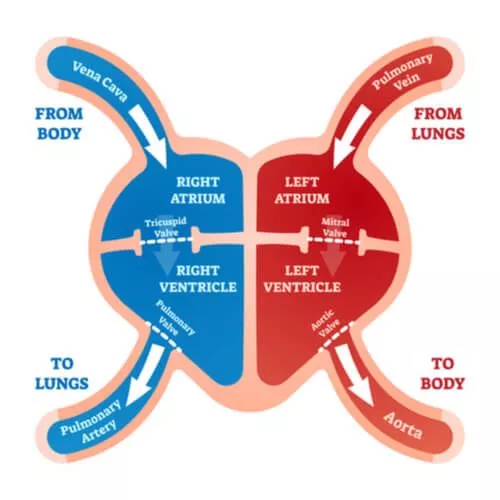 Vena Cava
Pulmonary
Vein
FROM
BODY
FROM
LUNGS
RIGHT
ATRIUM
LEFT
ATRIUM
Tricuspid
Valve
Mitral
Valve
RIGHT
VENTRICLE
LEFT
VENTRICLE
Pulmonary
Valve
Aortic
Valve
TO
LUNGS
TO
BODY
Pulmonary
Artery
Aorta